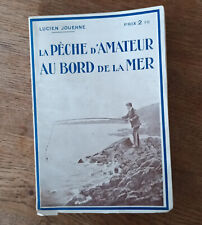 LUCIEN JOUENNE
PRIX 2 FR
LA PÊCHE D'AMATEUR
AU BORD DE LA MER